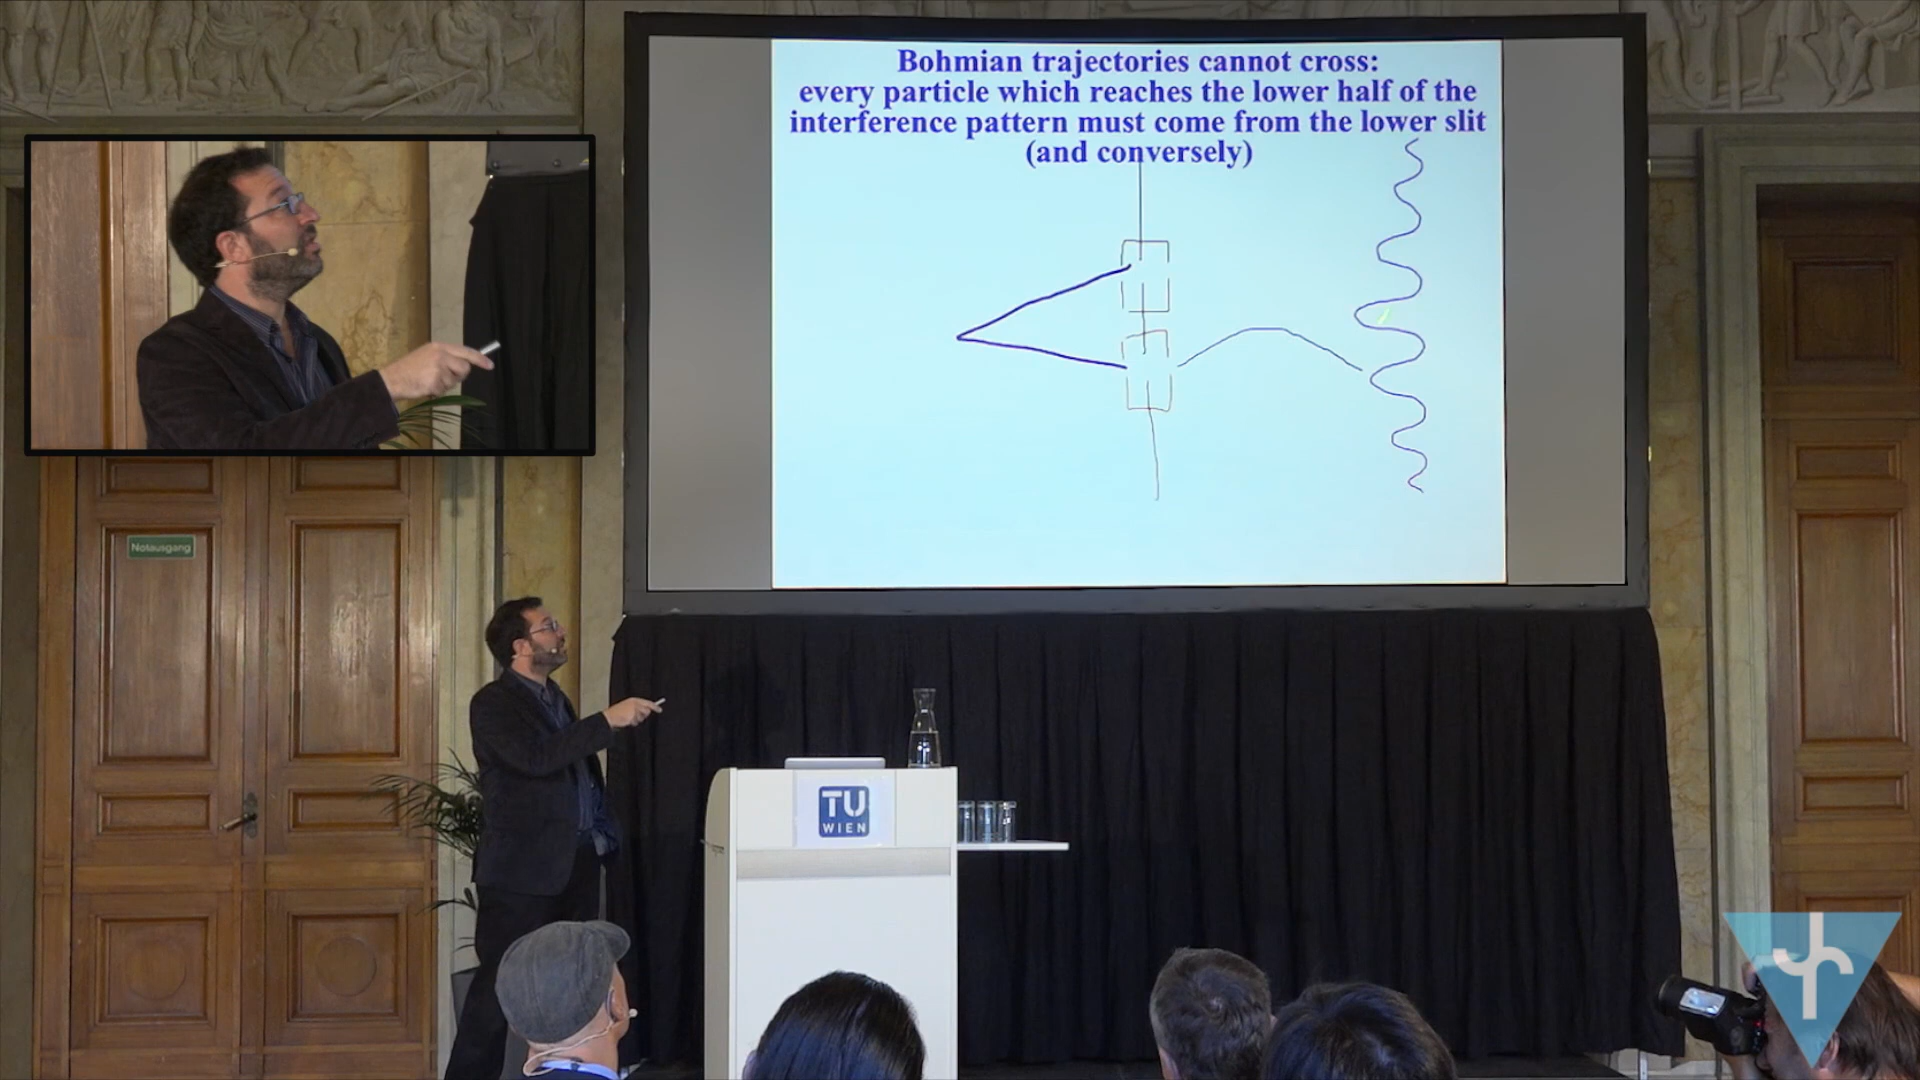 Bohmian trajectories cannot cross:
every particle which reaches the lower half of the
interference pattern must come from the lower slit
(and conversely)
Notausgang
TU
WIEN